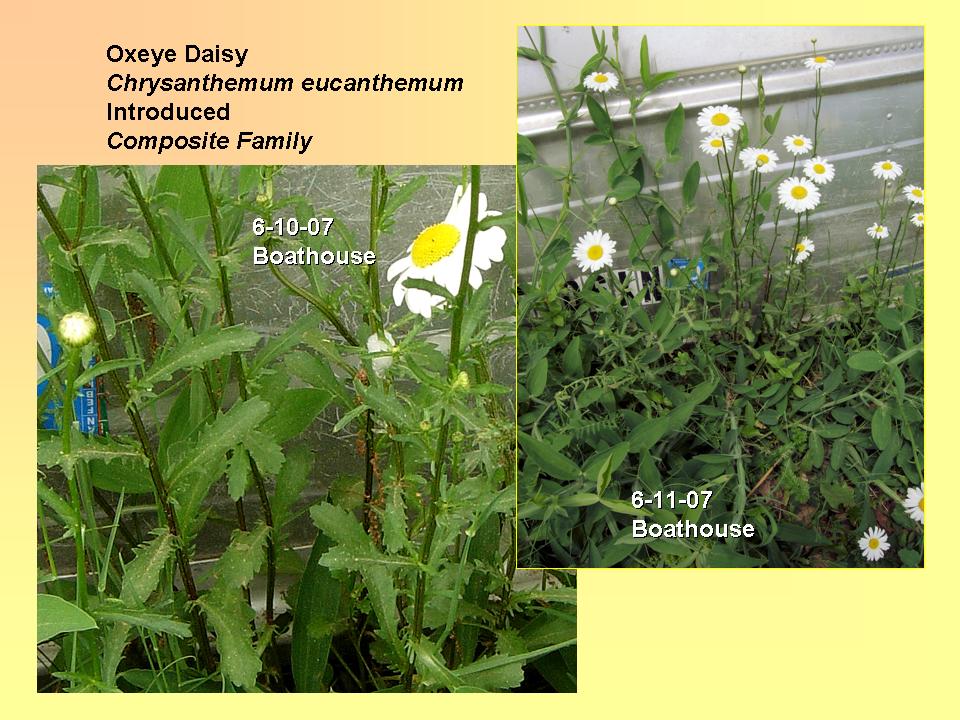 Oxeye Daisy
Chrysanthemum eucanthemum
Introduced
Composite Family
6-10-07
Boathouse
6-11-07
Boathouse